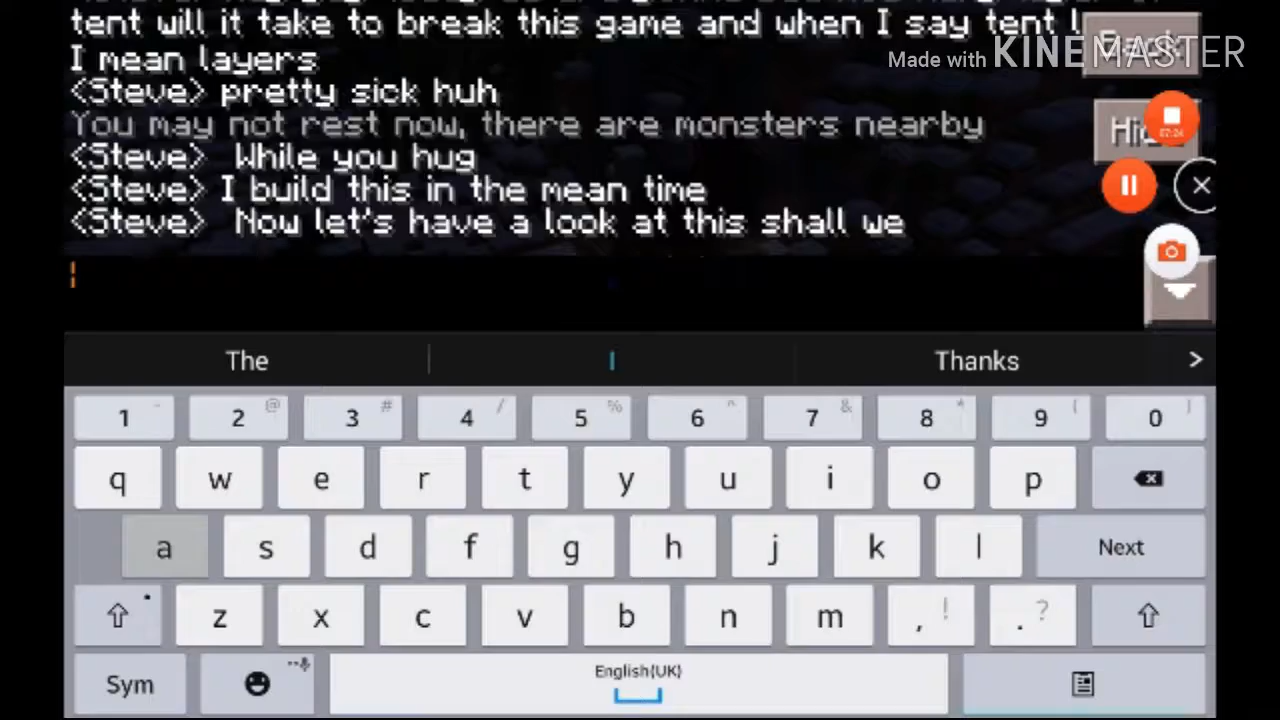 tent will it take to break this game and when I say tent
I mean layers
<Steve> pretty sick huh
You may not rest now, there are monsters nearby
<Steve>  While you hug
<Steve> I build this in the mean time
<Steve>  Now let's have a look at this shall we
Back
Made with KINEMASTER
07:24
The
I
Thanks
>
1 2 3 4 5 6 7 8 9 0
- @ # / % ^ & * ( )
q w e r t y u i o p
a s d f g h j k l Next
z x c v b n m , ! . ?
Sym
English(UK)